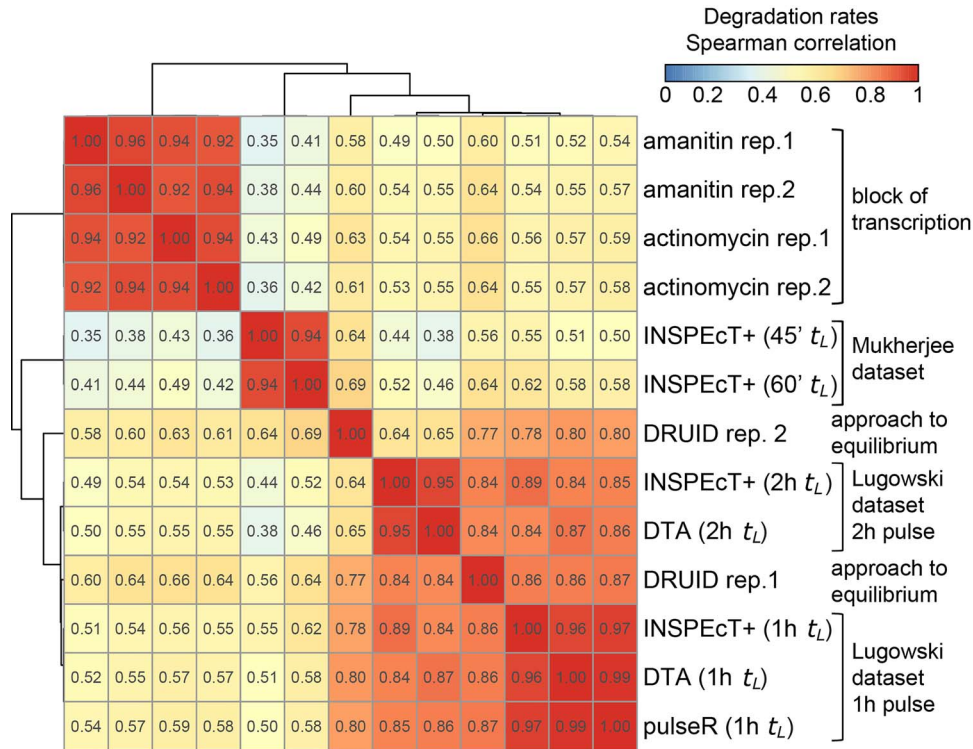 Degradation rates
Spearman correlation
0 0.2 0.4 0.6 0.8 1
1.00 0.96 0.94 0.92 0.35 0.41 0.58 0.49 0.50 0.60 0.51 0.52 0.54 amanitin rep.1
0.96 1.00 0.92 0.94 0.38 0.44 0.60 0.54 0.55 0.64 0.54 0.55 0.57 amanitin rep.2
0.94 0.92 1.00 0.94 0.43 0.49 0.63 0.54 0.55 0.66 0.56 0.57 0.59 actinomycin rep.1
0.92 0.94 0.94 1.00 0.36 0.42 0.61 0.53 0.55 0.64 0.55 0.57 0.58 actinomycin rep.2
block of
transcription
0.35 0.38 0.43 0.36 1.00 0.94 0.64 0.44 0.38 0.56 0.55 0.51 0.50 INSPEcT+ (45' tL)
0.41 0.44 0.49 0.42 0.94 1.00 0.69 0.52 0.46 0.64 0.62 0.58 0.58 INSPEcT+ (60' tL)
Mukherjee
dataset
0.58 0.60 0.63 0.61 0.64 0.69 1.00 0.64 0.65 0.77 0.78 0.80 0.80 DRUID rep. 2
approach to
equilibrium
0.49 0.54 0.54 0.53 0.44 0.52 0.64 1.00 0.95 0.84 0.89 0.84 0.85 INSPEcT+ (2h tL)
0.50 0.55 0.55 0.55 0.38 0.46 0.65 0.95 1.00 0.84 0.84 0.87 0.86 DTA (2h tL)
Lugowski
dataset
2h pulse
0.60 0.64 0.66 0.64 0.56 0.64 0.77 0.84 0.84 1.00 0.86 0.86 0.87 DRUID rep.1
approach to
equilibrium
0.51 0.54 0.56 0.55 0.55 0.62 0.78 0.89 0.84 0.86 1.00 0.96 0.97 INSPEcT+ (1h tL)
0.52 0.55 0.57 0.57 0.51 0.58 0.80 0.84 0.87 0.86 0.96 1.00 0.99 DTA (1h tL)
0.54 0.57 0.59 0.58 0.50 0.58 0.80 0.85 0.86 0.87 0.97 0.99 1.00 pulseR (1h tL)
Lugowski
dataset
1h pulse